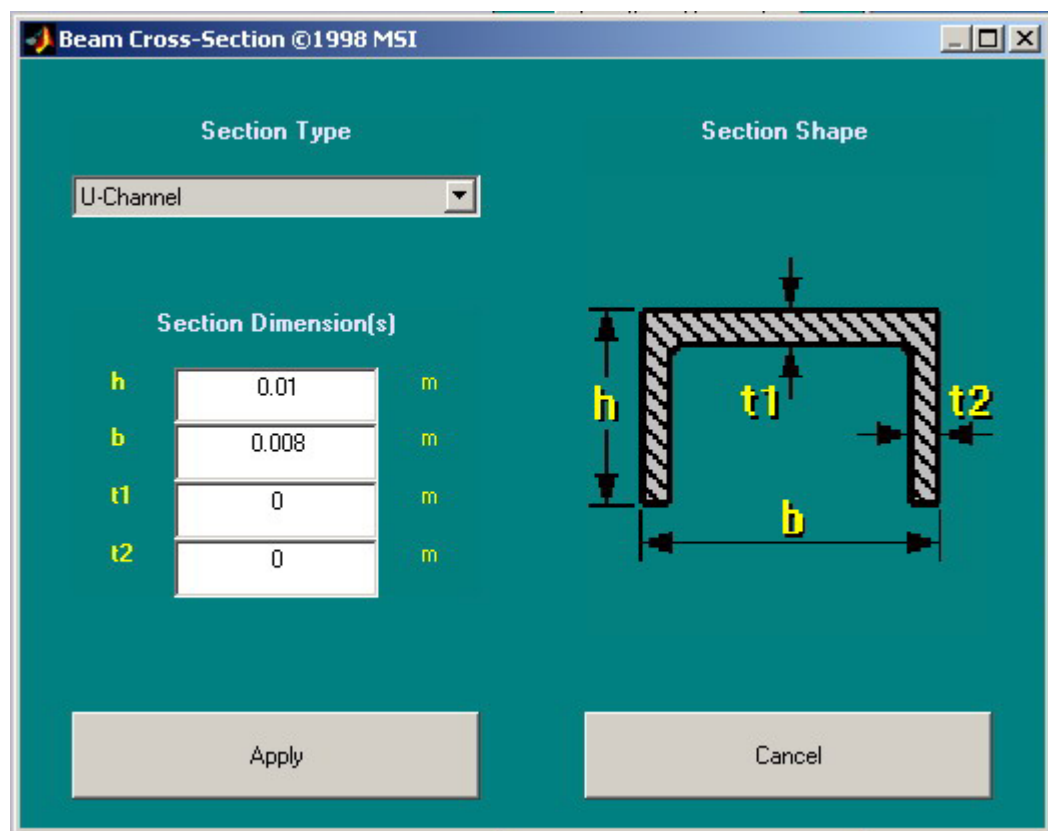 Beam Cross-Section ©1998 MSI
Section Type
U-Channel
Section Dimension(s)
h 0.01 m
b 0.008 m
t1 0 m
t2 0 m
Section Shape
h
t1
t2
b
Apply
Cancel